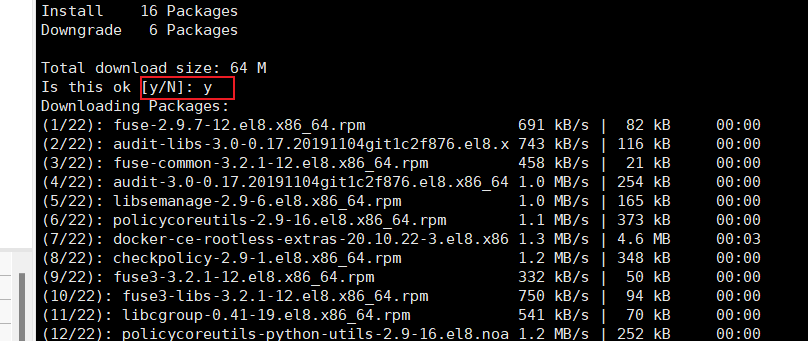 Install    16 Packages
Downgrade   6 Packages
Total download size: 64 M
Is this ok [y/N]: y
Downloading Packages:
(1/22): fuse-2.9.7-12.el8.x86_64.rpm 691 kB/s |  82 kB     00:00
(2/22): audit-libs-3.0-0.17.20191104git1c2f876.el8.x 743 kB/s | 116 kB     00:00
(3/22): fuse-common-3.2.1-12.el8.x86_64.rpm 458 kB/s |  21 kB     00:00
(4/22): audit-3.0-0.17.20191104git1c2f876.el8.x86_64 1.0 MB/s | 254 kB     00:00
(5/22): libsemanage-2.9-6.el8.x86_64.rpm 1.0 MB/s | 165 kB     00:00
(6/22): policycoreutils-2.9-16.el8.x86_64.rpm 1.1 MB/s | 373 kB     00:00
(7/22): docker-ce-rootless-extras-20.10.22-3.el8.x86 1.3 MB/s | 4.6 MB     00:03
(8/22): checkpolicy-2.9-1.el8.x86_64.rpm 1.2 MB/s | 348 kB     00:00
(9/22): fuse3-3.2.1-12.el8.x86_64.rpm 332 kB/s |  50 kB     00:00
(10/22): fuse3-libs-3.2.1-12.el8.x86_64.rpm 750 kB/s |  94 kB     00:00
(11/22): libcgroup-0.41-19.el8.x86_64.rpm 541 kB/s |  70 kB     00:00
(12/22): policycoreutils-python-utils-2.9-16.el8.noa 1.2 MB/s | 252 kB     00:00